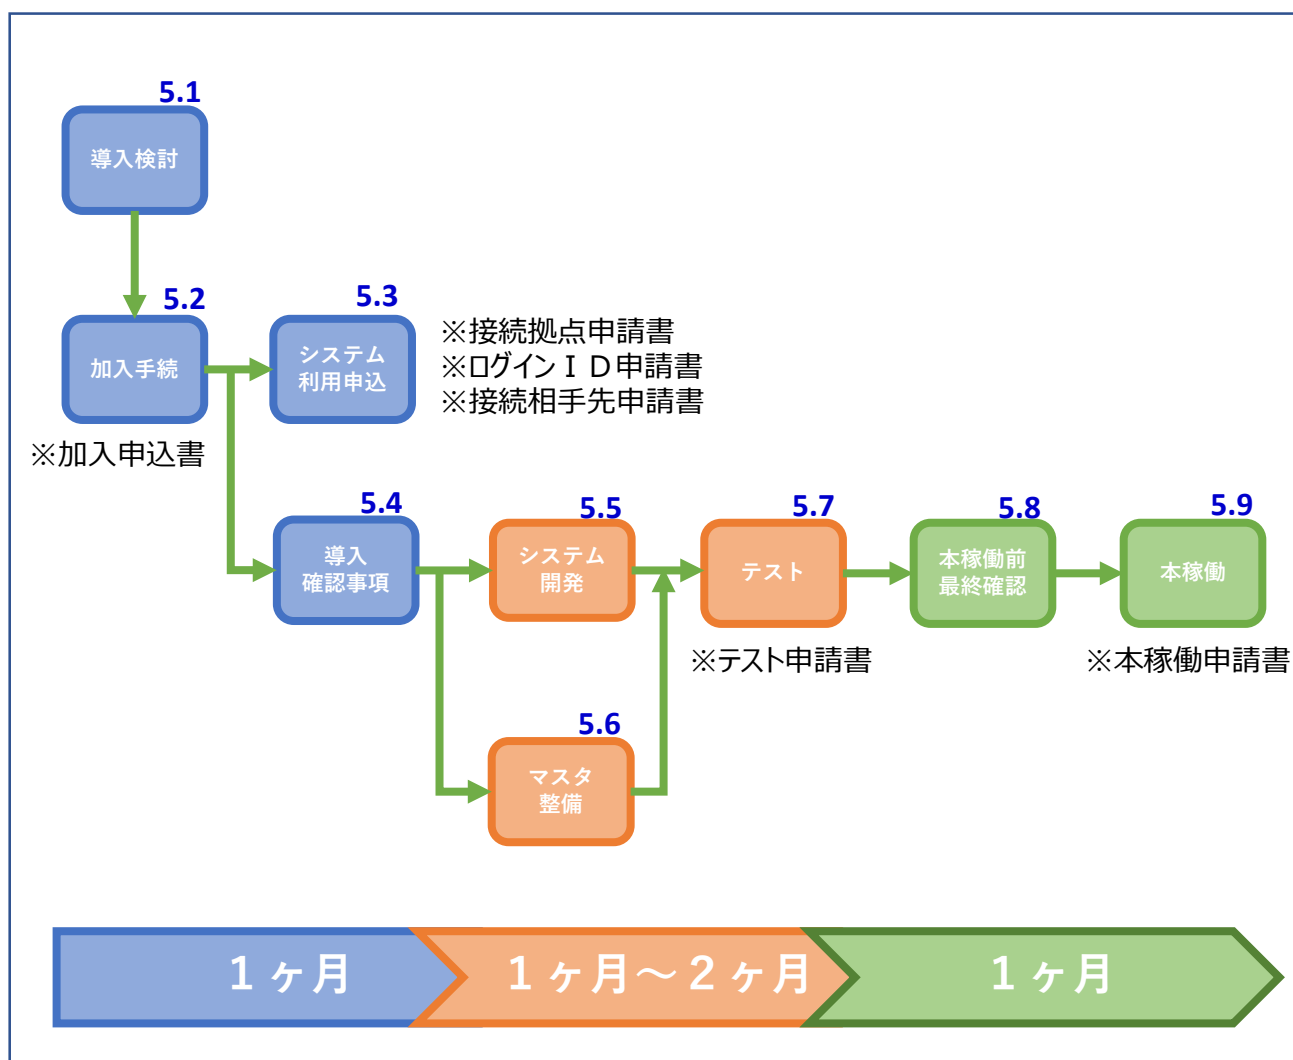 5.1
導入検討
5.2
加入手続
※加入申込書
5.3
システム
利用申込
※接続拠点申請書
※ログインＩＤ申請書
※接続相手先申請書
5.4
導入
確認事項
5.5
システム
開発
5.6
マスタ
整備
5.7
テスト
※テスト申請書
5.8
本稼働前
最終確認
5.9
本稼働
※本稼働申請書
１ヶ月
１ヶ月～２ヶ月
１ヶ月